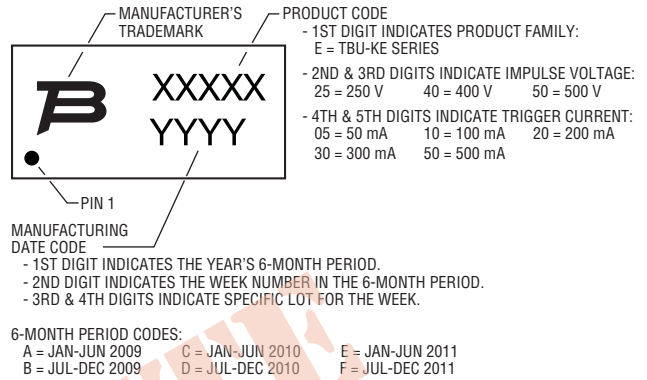 MANUFACTURER'S
TRADEMARK
PRODUCT CODE
- 1ST DIGIT INDICATES PRODUCT FAMILY:
E = TBU-KE SERIES
- 2ND & 3RD DIGITS INDICATE IMPULSE VOLTAGE:
25 = 250 V 40 = 400 V 50 = 500 V
- 4TH & 5TH DIGITS INDICATE TRIGGER CURRENT:
05 = 50 mA 10 = 100 mA 20 = 200 mA
30 = 300 mA 50 = 500 mA
XXXXX
YYYY
PIN 1
MANUFACTURING
DATE CODE
- 1ST DIGIT INDICATES THE YEAR'S 6-MONTH PERIOD.
- 2ND DIGIT INDICATES THE WEEK NUMBER IN THE 6-MONTH PERIOD.
- 3RD & 4TH DIGITS INDICATE SPECIFIC LOT FOR THE WEEK.
6-MONTH PERIOD CODES:
A = JAN-JUN 2009 C = JAN-JUN 2010 E = JAN-JUN 2011
B = JUL-DEC 2009 D = JUL-DEC 2010 F = JUL-DEC 2011